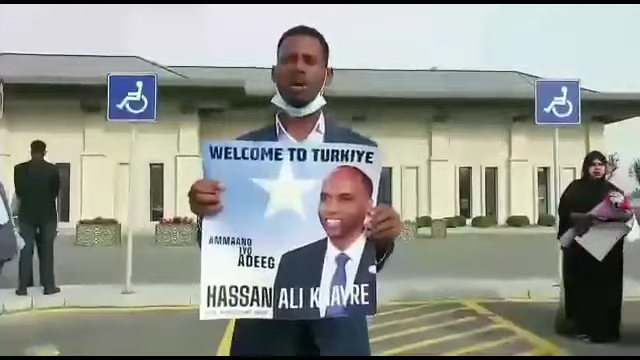 WELCOME TO TURKIYE
AMMAANO
IYO
ADEEG
HASSAN ALI KHAYRE